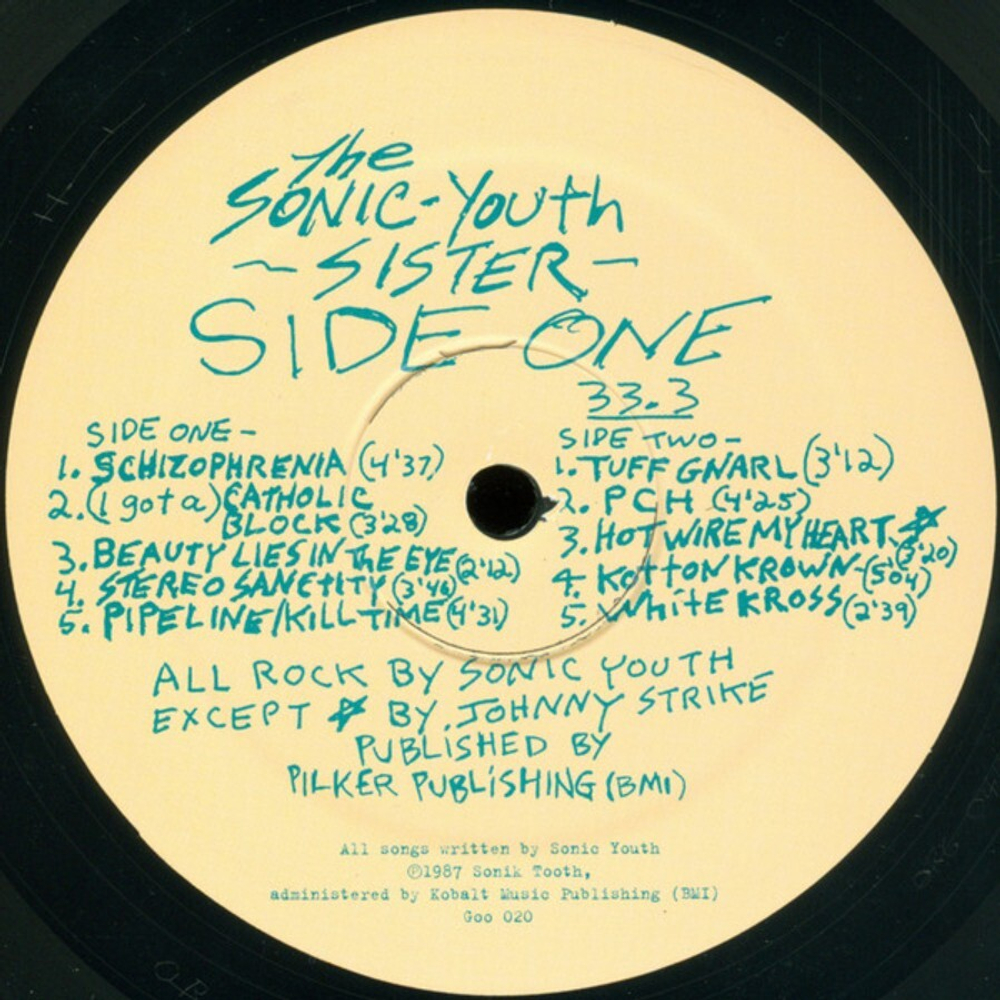 The
SONIC-YOUTH
~SISTER-
SIDE ONE
33.3
SIDE ONE-
1. SCHIZOPHRENIA (4'37)
2. (I got a) CATHOLIC
BLOCK (3'28)
3. BEAUTY LIES IN THE EYE (2'12)
4. STEREO SANCTITY (3'46)
5. PIPELINE/KILL TIME (4'31)
SIDE TWO-
1. TUFF GNARL (3'12)
2. PCH (4'25)
3. HOT WIRE MY HEART ☆ (3'20)
4. KOTTON KROWN-(5'04)
5. WHITE KROSS (2'39)
ALL ROCK BY SONIC YOUTH
EXCEPT ☆ BY JOHNNY STRIKE
PUBLISHED BY
PILKER PUBLISHING (BMI)
All songs written by Sonic Youth
℗1987 Sonik Tooth,
administered by Kobalt Music Publishing (BMI)
Goo 020